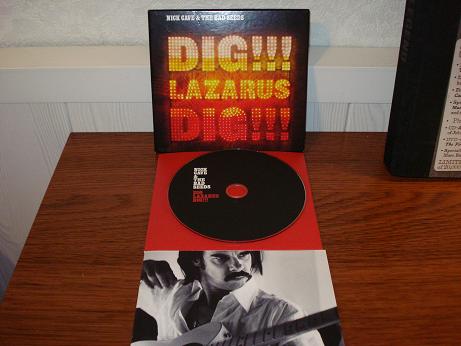 NICK CAVE & THE BAD SEEDS
DIG!!!
LAZARUS
DIG!!!
NICK
CAVE
&
THE
BAD
SEEDS
DIG
LAZARUS
DIG!!!